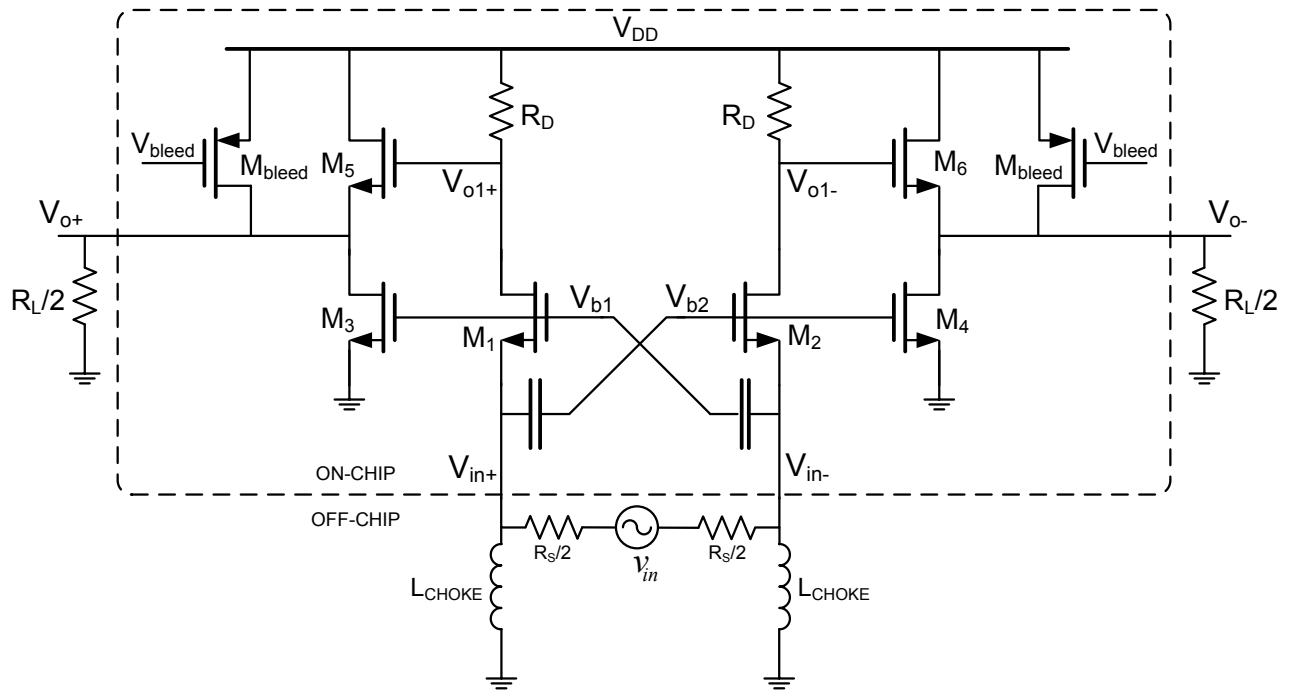 V_DD
R_D
R_D
V_bleed
M_bleed
M_5
M_6
M_bleed
V_bleed
V_o1+
V_o1-
V_o+
V_o-
R_L/2
R_L/2
V_b1
V_b2
M_3
M_1
M_2
M_4
V_in+
V_in-
ON-CHIP
OFF-CHIP
R_S/2
R_S/2
v_in
L_CHOKE
L_CHOKE